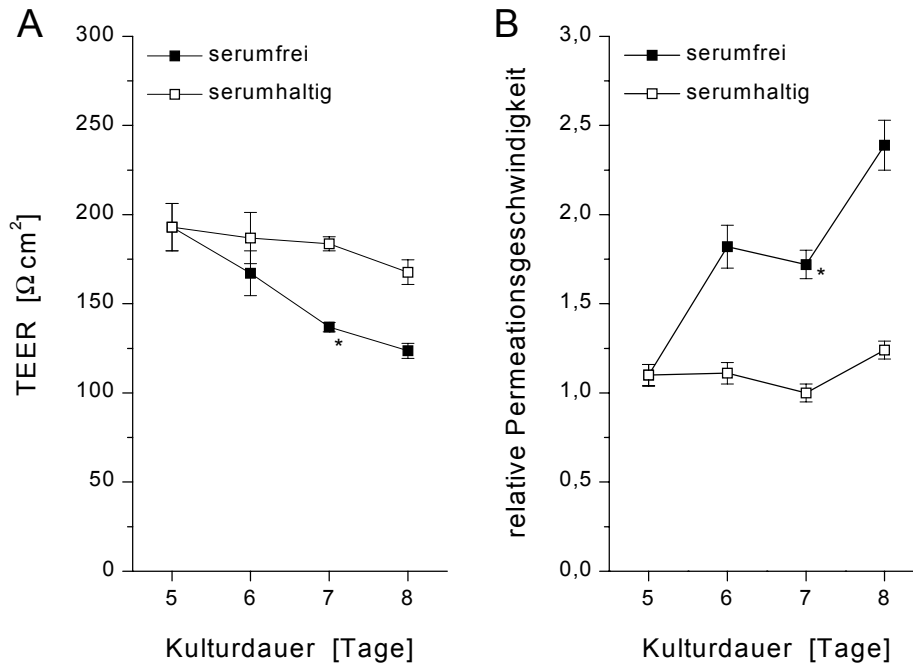 A
serumfrei
serumhaltig
TEER [Ωcm²]
300
250
200
150
100
50
0
*
5 6 7 8
Kulturdauer [Tage]
B
serumfrei
serumhaltig
relative Permeationsgeschwindigkeit
3,0
2,5
2,0
1,5
1,0
0,5
0,0
*
5 6 7 8
Kulturdauer [Tage]